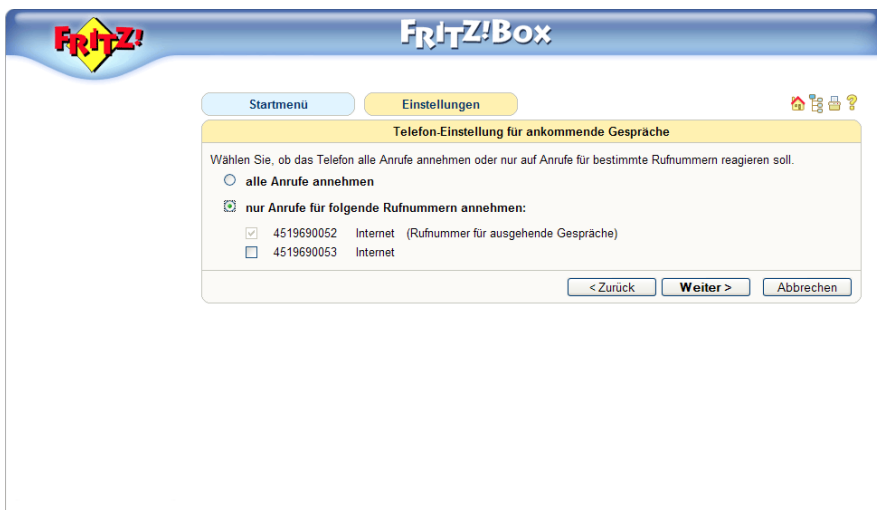 FRITZ!
FRITZ!BOX
Startmenü Einstellungen
Telefon-Einstellung für ankommende Gespräche
Wählen Sie, ob das Telefon alle Anrufe annehmen oder nur auf Anrufe für bestimmte Rufnummern reagieren soll.
alle Anrufe annehmen
nur Anrufe für folgende Rufnummern annehmen:
4519690052 Internet (Rufnummer für ausgehende Gespräche)
4519690053 Internet
< Zurück Weiter > Abbrechen